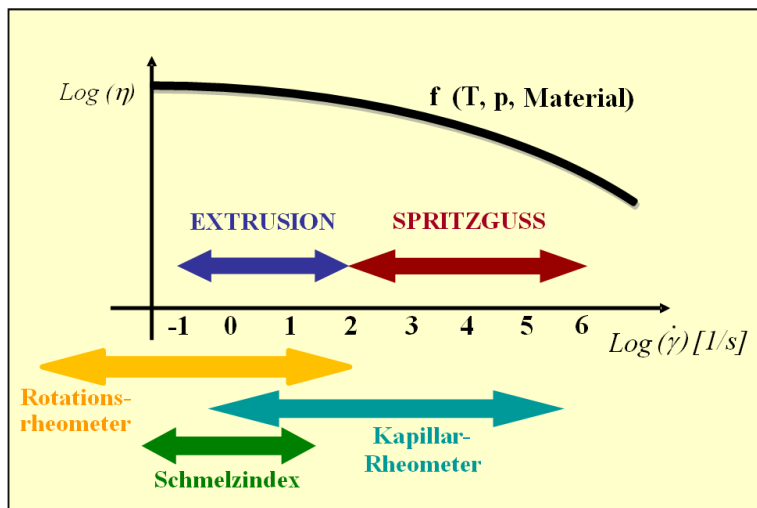 Log (η)
f (T, p, Material)
EXTRUSION
SPRITZGUSS
-1 0 1 2 3 4 5 6
Log (γ̇) [1/s]
Rotations-
rheometer
Kapillar-
Rheometer
Schmelzindex